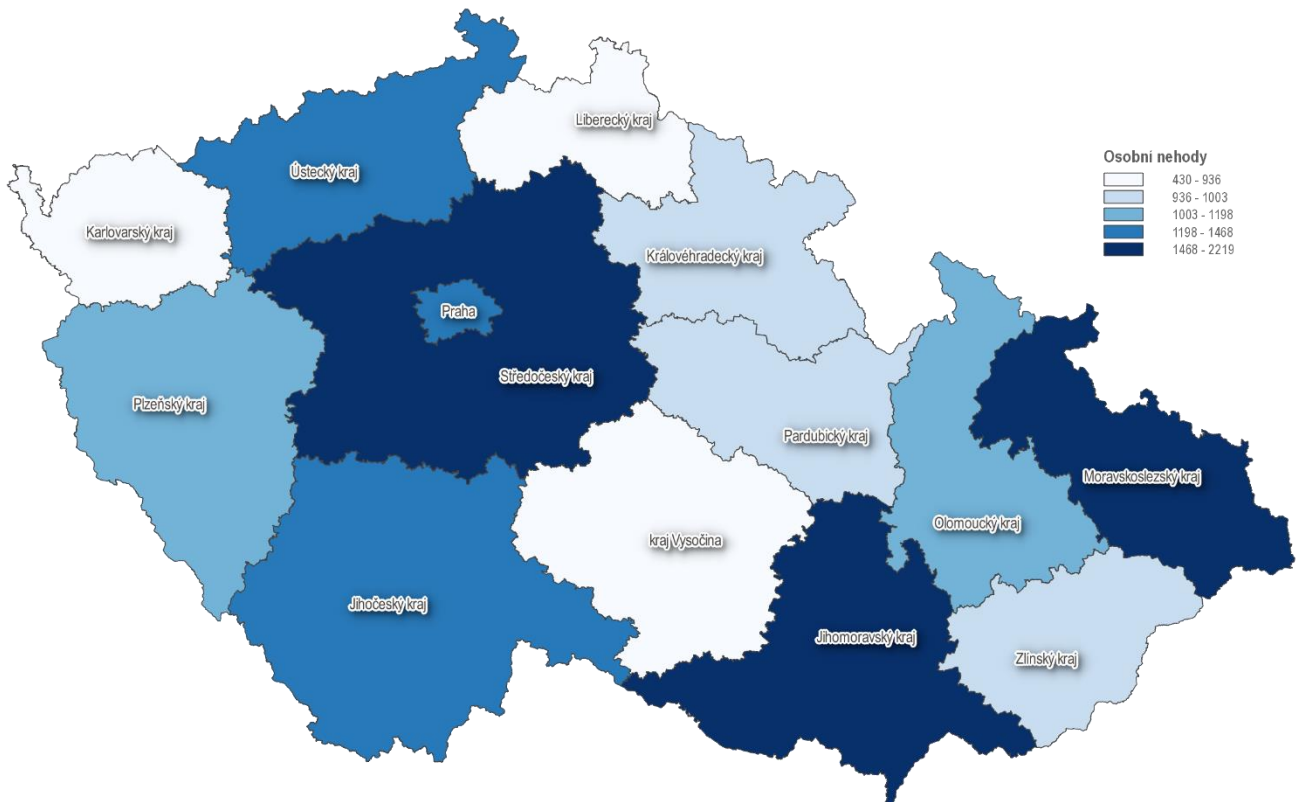 Liberecký kraj
Osobní nehody
430 - 936
936 - 1003
1003 - 1198
1198 - 1468
1468 - 2219
Ústecký kraj
Karlovarský kraj
Královéhradecký kraj
Praha
Středočeský kraj
Plzeňský kraj
Pardubický kraj
Moravskoslezský kraj
Olomoucký kraj
kraj Vysočina
Jihočeský kraj
Jihomoravský kraj
Zlínský kraj